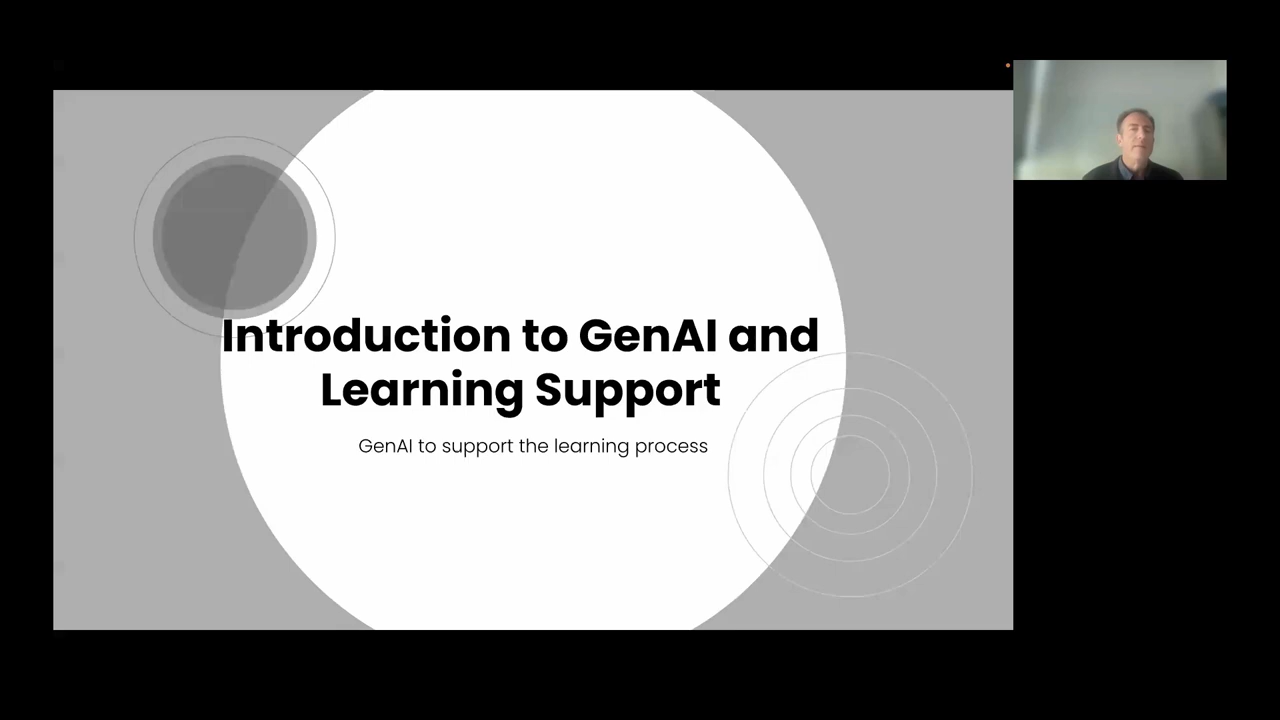 Introduction to GenAI and
Learning Support
GenAI to support the learning process